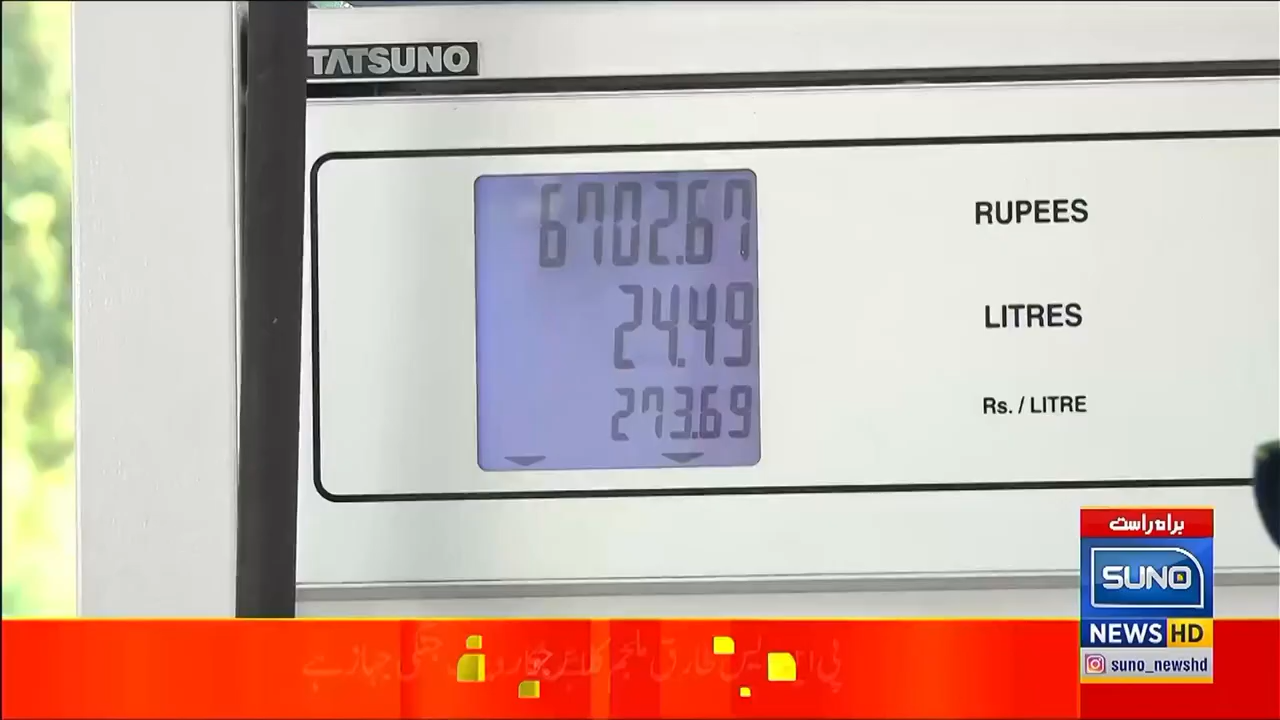 TATSUNO
6702.67
RUPEES
24.49
LITRES
273.69
Rs. / LITRE
براہ راست
SUNO
NEWS HD
suno_newshd